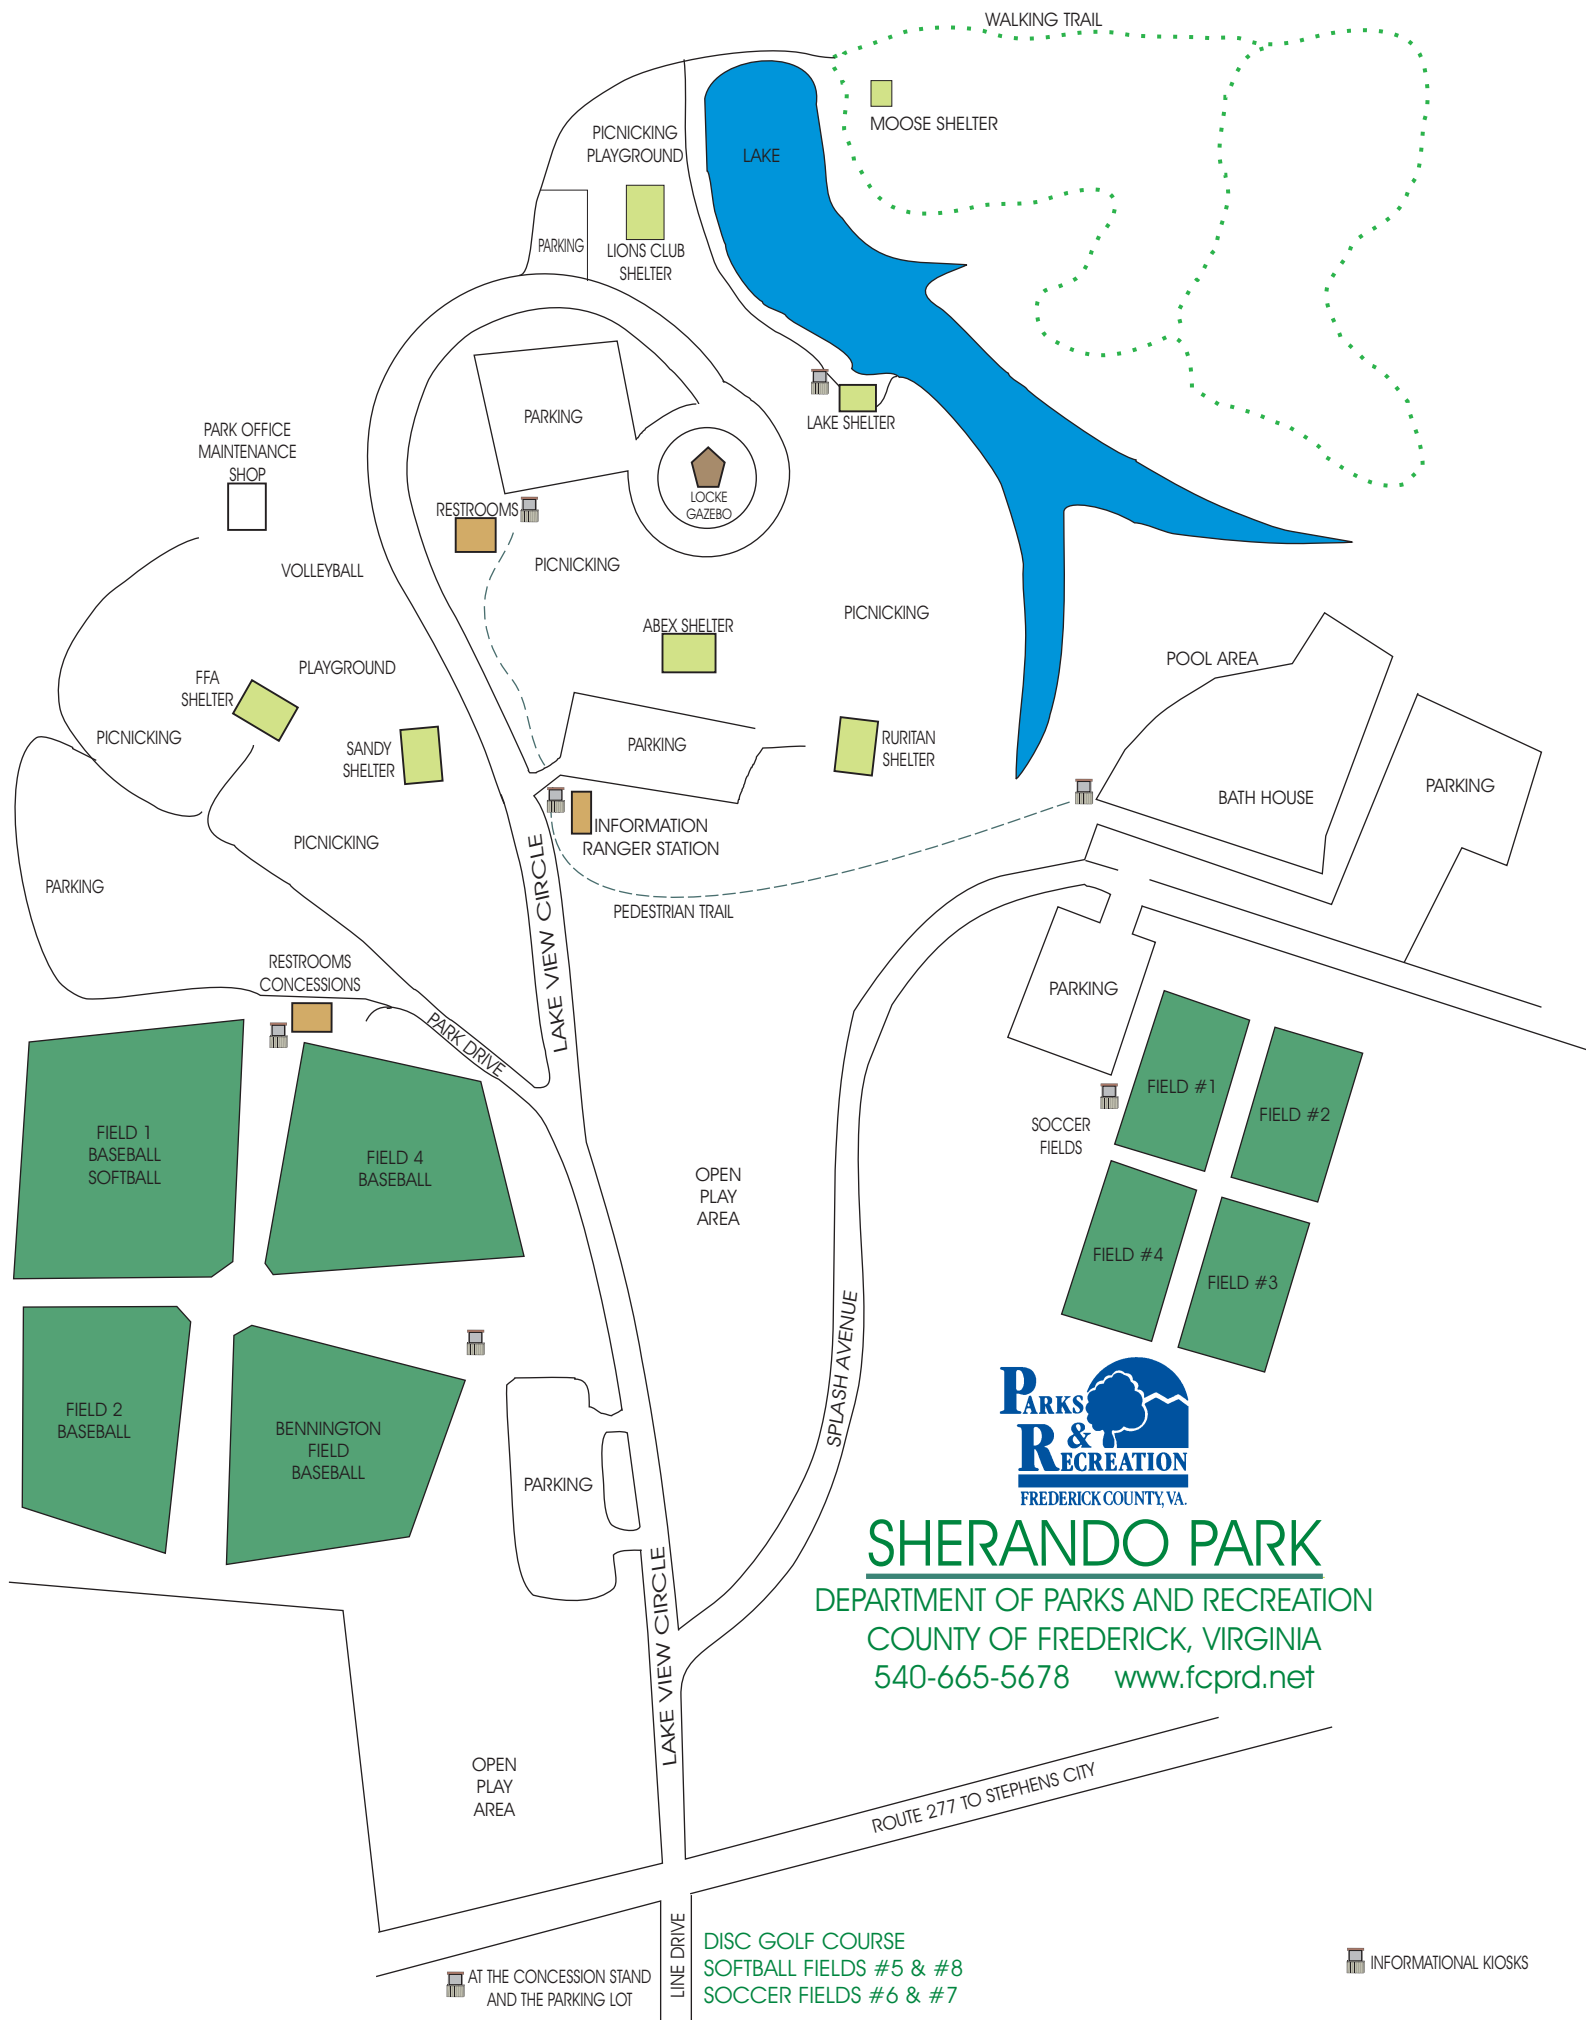 WALKING TRAIL
MOOSE SHELTER
PICNICKING
PLAYGROUND
LAKE
PARKING
LIONS CLUB
SHELTER
PARKING
LAKE SHELTER
PARK OFFICE
MAINTENANCE
SHOP
LOCKE
GAZEBO
RESTROOMS
PICNICKING
VOLLEYBALL
PICNICKING
ABEX SHELTER
POOL AREA
PLAYGROUND
FFA
SHELTER
PICNICKING
SANDY
SHELTER
PARKING
RURITAN
SHELTER
PARKING
BATH HOUSE
INFORMATION
RANGER STATION
PICNICKING
PARKING
LAKE VIEW CIRCLE
PEDESTRIAN TRAIL
RESTROOMS
CONCESSIONS
PARKING
PARK DRIVE
FIELD #1
FIELD #2
SOCCER
FIELDS
FIELD 1
BASEBALL
SOFTBALL
FIELD 4
BASEBALL
OPEN
PLAY
AREA
FIELD #4
FIELD #3
SPLASH AVENUE
FIELD 2
BASEBALL
BENNINGTON
FIELD
BASEBALL
PARKING
PARKS
&
RECREATION
FREDERICK COUNTY, VA.
SHERANDO PARK
DEPARTMENT OF PARKS AND RECREATION
COUNTY OF FREDERICK, VIRGINIA
540-665-5678 www.fcprd.net
LAKE VIEW CIRCLE
OPEN
PLAY
AREA
ROUTE 277 TO STEPHENS CITY
LINE DRIVE
DISC GOLF COURSE
SOFTBALL FIELDS #5 & #8
SOCCER FIELDS #6 & #7
AT THE CONCESSION STAND
AND THE PARKING LOT
INFORMATIONAL KIOSKS